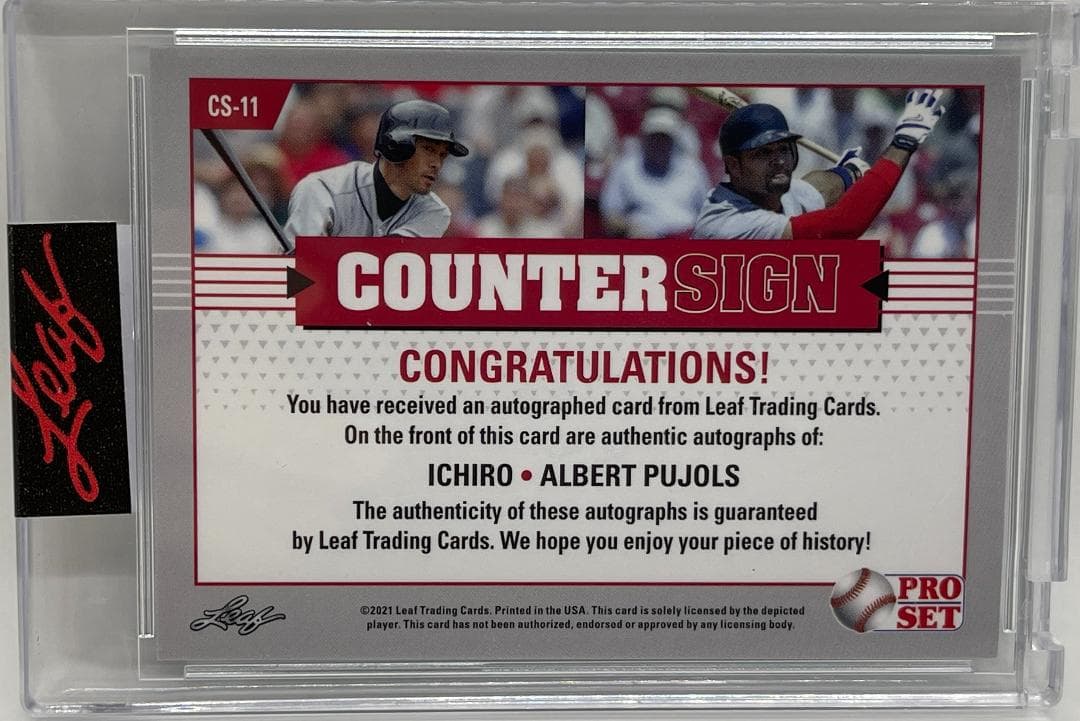 CS-11
COUNTERSIGN
CONGRATULATIONS!
You have received an autographed card from Leaf Trading Cards.
On the front of this card are authentic autographs of:
ICHIRO • ALBERT PUJOLS
The authenticity of these autographs is guaranteed
by Leaf Trading Cards. We hope you enjoy your piece of history!
Leaf
Leaf
©2021 Leaf Trading Cards. Printed in the USA. This card is solely licensed by the depicted
player. This card has not been authorized, endorsed or approved by any licensing body.
PRO
SET